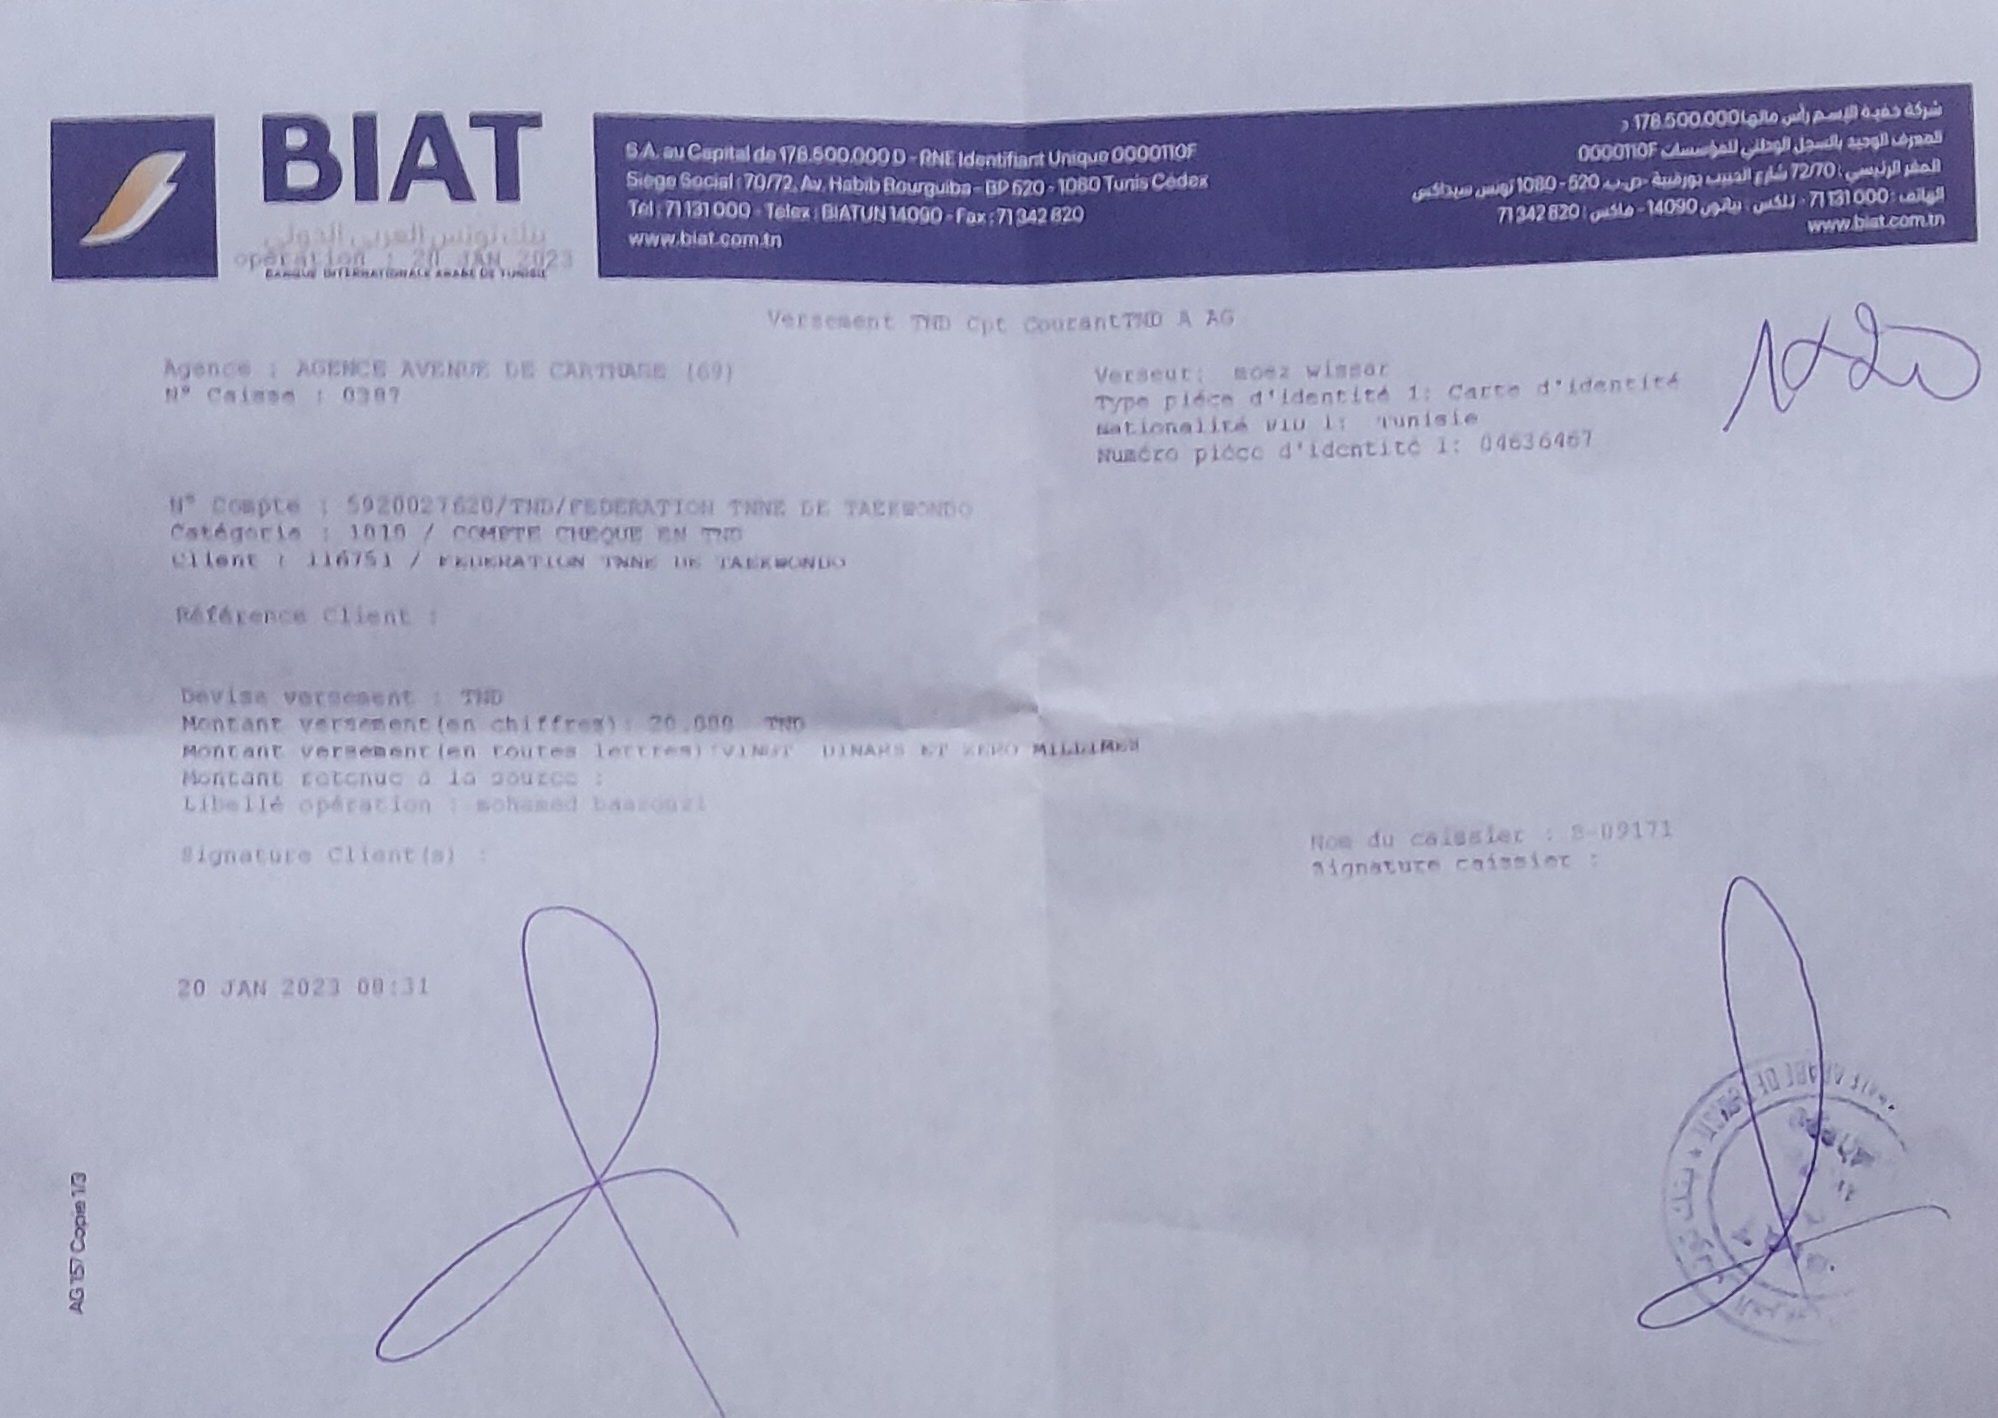 BIAT
بنك تونس العربي الدولي
opération : 20 JAN 2023
BANQUE INTERNATIONALE ARABE DE TUNISIE
S.A. au Capital de 178.500.000 D - RNE Identifiant Unique 0000110F
Siège Social : 70/72, Av. Habib Bourguiba - BP 520 - 1080 Tunis Cédex
Tél : 71 131 000 - Télex : BIATUN 14090 - Fax : 71 342 820
www.biat.com.tn
شركة خفية الإسم رأس مالها 178.500.000 د
المعرف الوحيد بالسجل الوطني للمؤسسات 0000110F
المقر الرئيسي : 72/70 شارع الحبيب بورقيبة -ص.ب 520 - 1080 تونس سيداكس
الهاتف : 71 131 000 - تلكس : بياتون 14090 - فاكس : 71 342 820
www.biat.com.tn
Versement TND Cpt CourantTND A AG
Agence : AGENCE AVENUE DE CARTHAGE (69)
N° Caisse : 0387
Verseur: moez wissar
Type pièce d'identité 1: Carte d'identité
Nationalité PID 1: Tunisie
Numéro pièce d'identité 1: 04636467
N° Compte : 5920027620/TND/FEDERATION TNNE DE TAEKWONDO
Catégorie : 1010 / COMPTE CHEQUE EN TND
Client : 116751 / FEDERATION TNNE DE TAEKWONDO
Référence Client :
Devise versement : TND
Montant versement(en chiffres): 20.000 TND
Montant versement(en toutes lettres):VINGT DINARS ET ZERO MILLIMES
Montant retenue à la source :
Libellé opération : mohamed baazouzi
Signature Client(s) :
Nom du caissier : S-09171
Signature caissier :
20 JAN 2023 08:31
AG 157 Copie 1/3